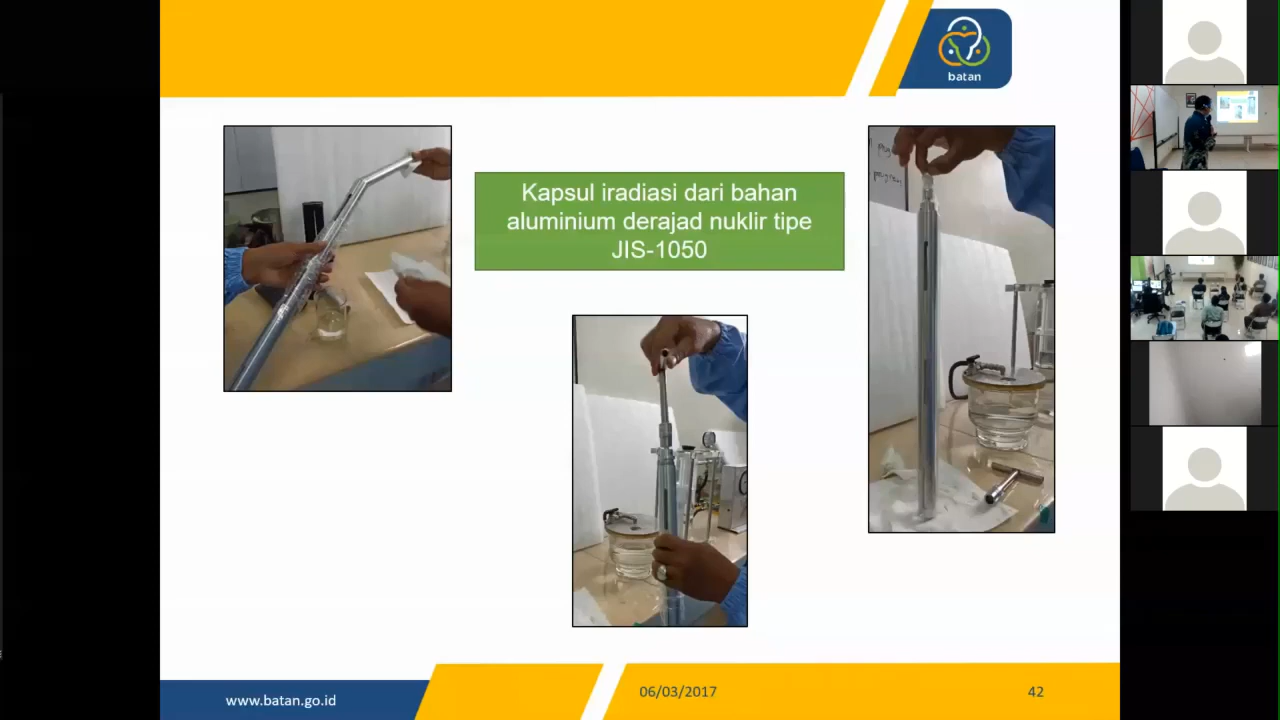 batan
Kapsul iradiasi dari bahan
aluminium derajad nuklir tipe
JIS-1050
www.batan.go.id
06/03/2017
42